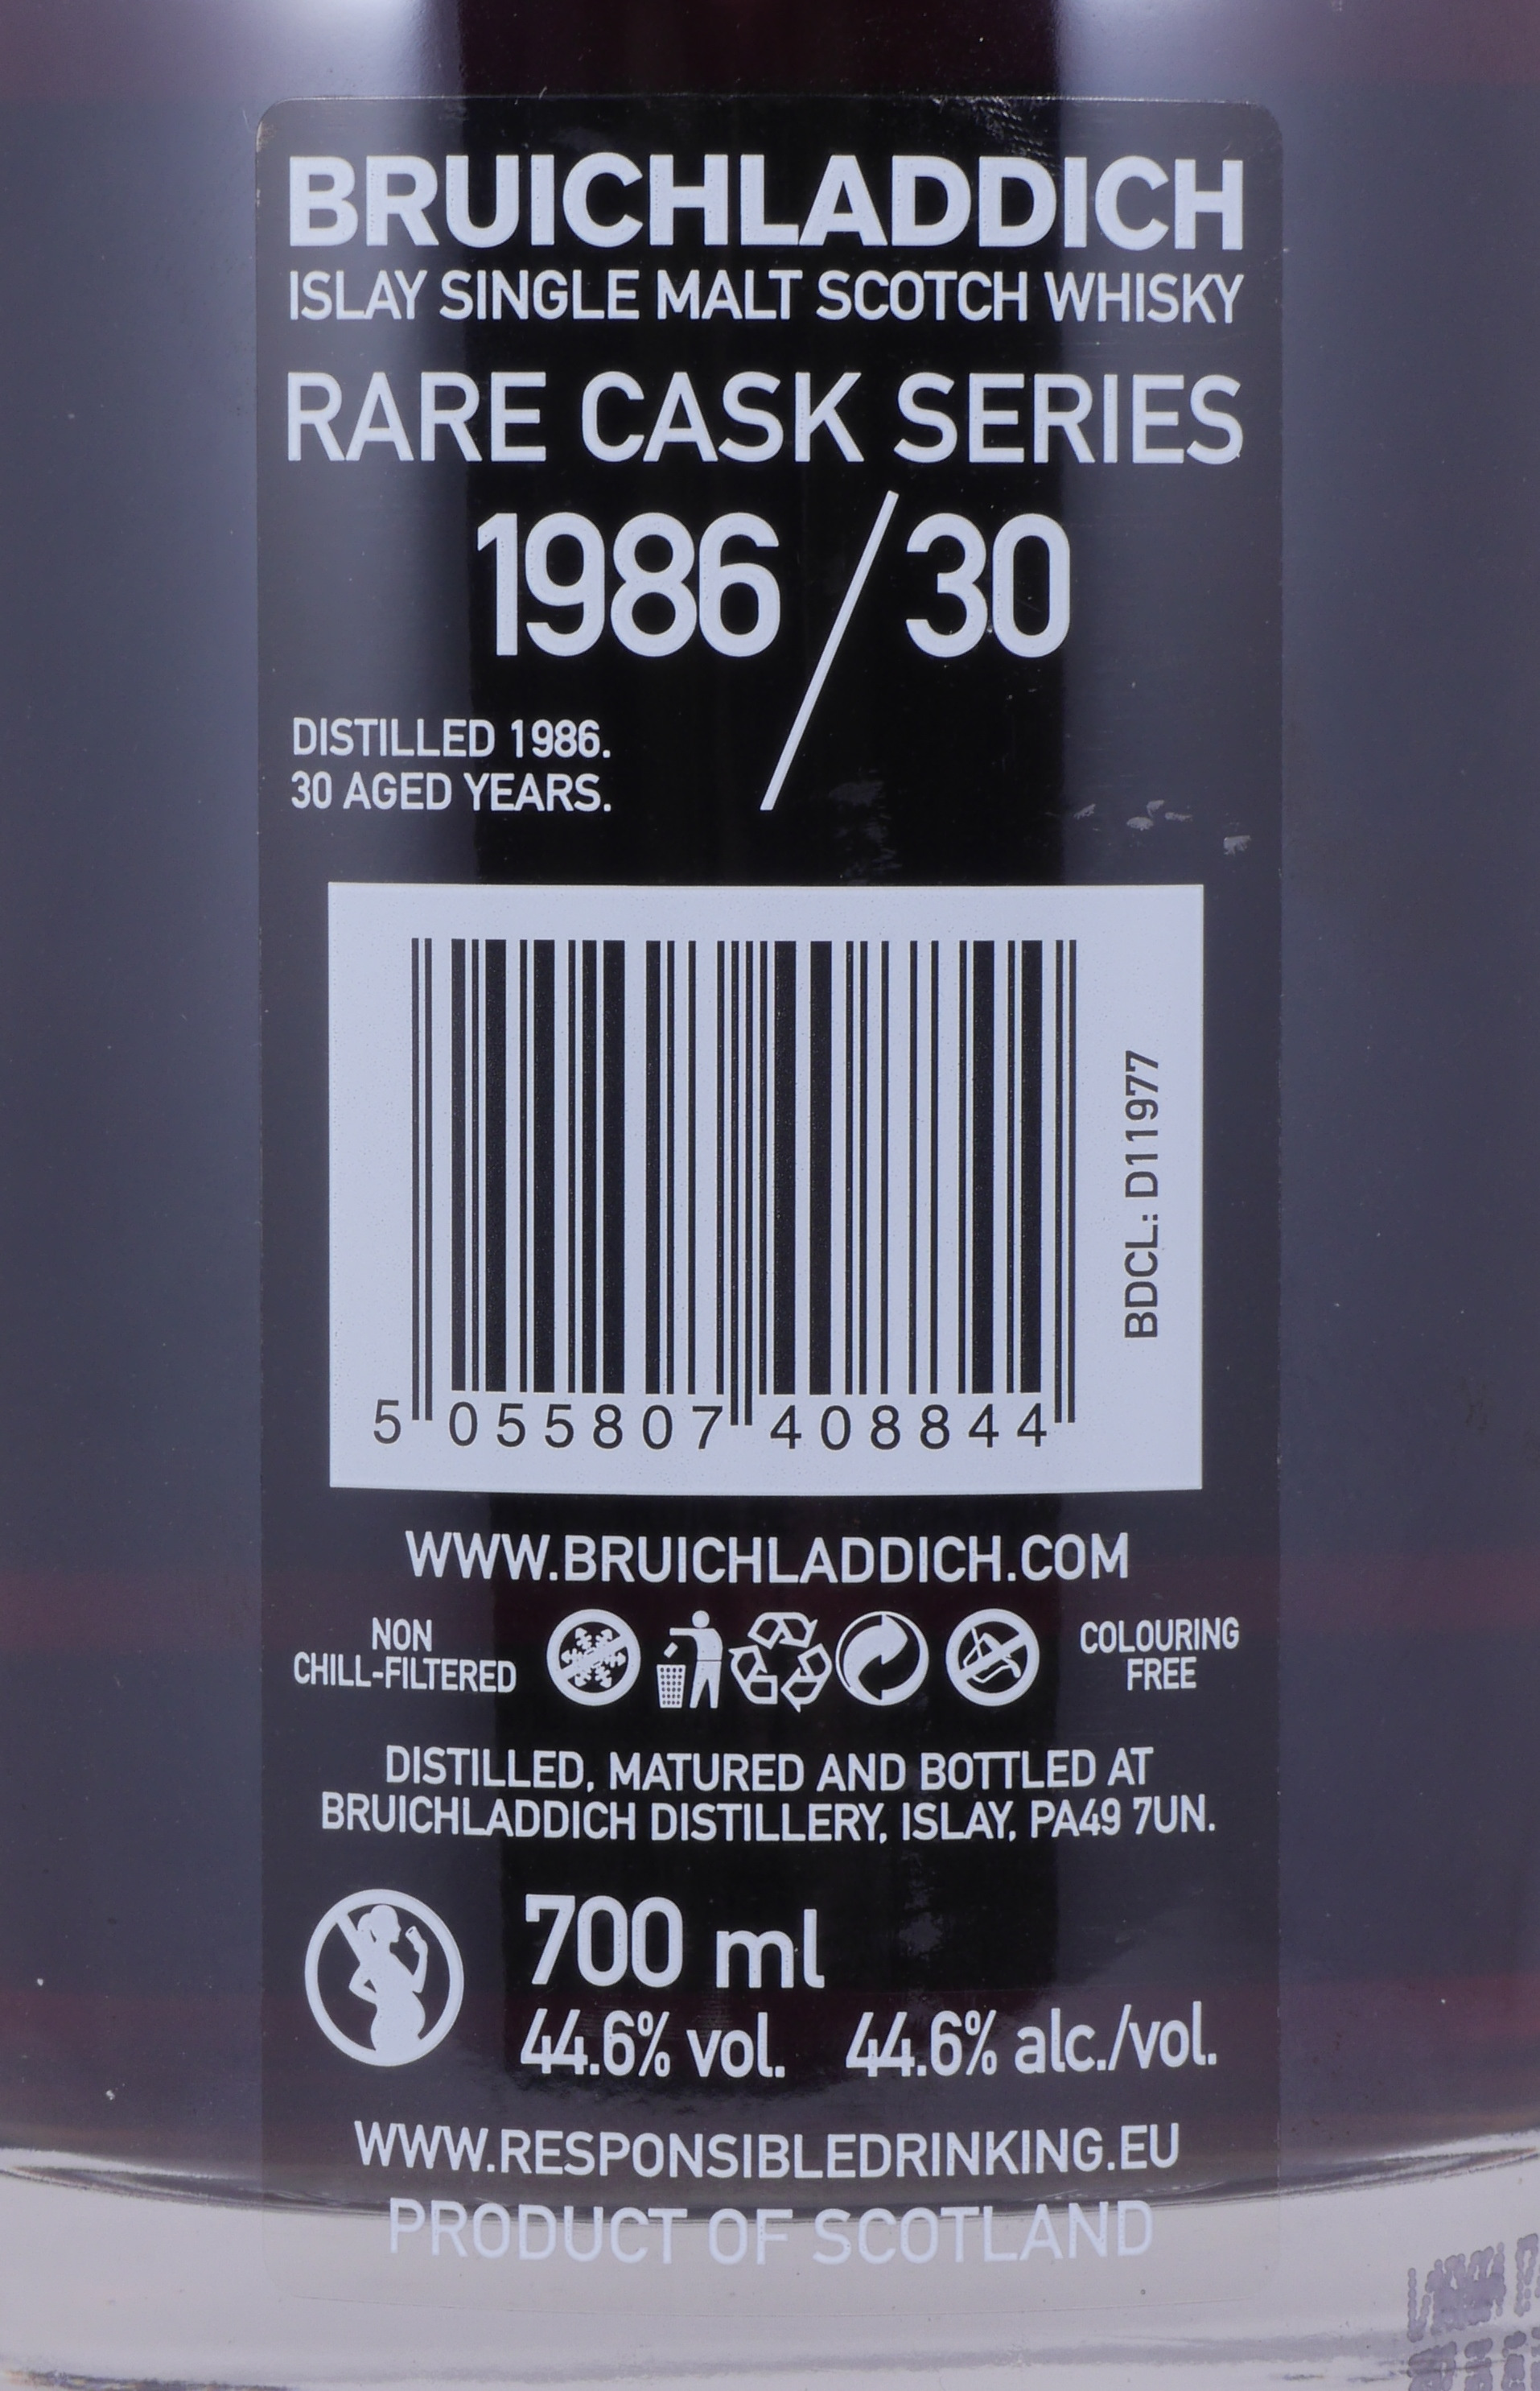 BRUICHLADDICH
ISLAY SINGLE MALT SCOTCH WHISKY
RARE CASK SERIES
1986/30
DISTILLED 1986.
30 AGED YEARS.
BDCL: D11977
5 055807 408844
WWW.BRUICHLADDICH.COM
NON
CHILL-FILTERED
COLOURING
FREE
DISTILLED, MATURED AND BOTTLED AT
BRUICHLADDICH DISTILLERY, ISLAY, PA49 7UN.
700 ml
44.6% vol. 44.6% alc./vol.
WWW.RESPONSIBLEDRINKING.EU
PRODUCT OF SCOTLAND